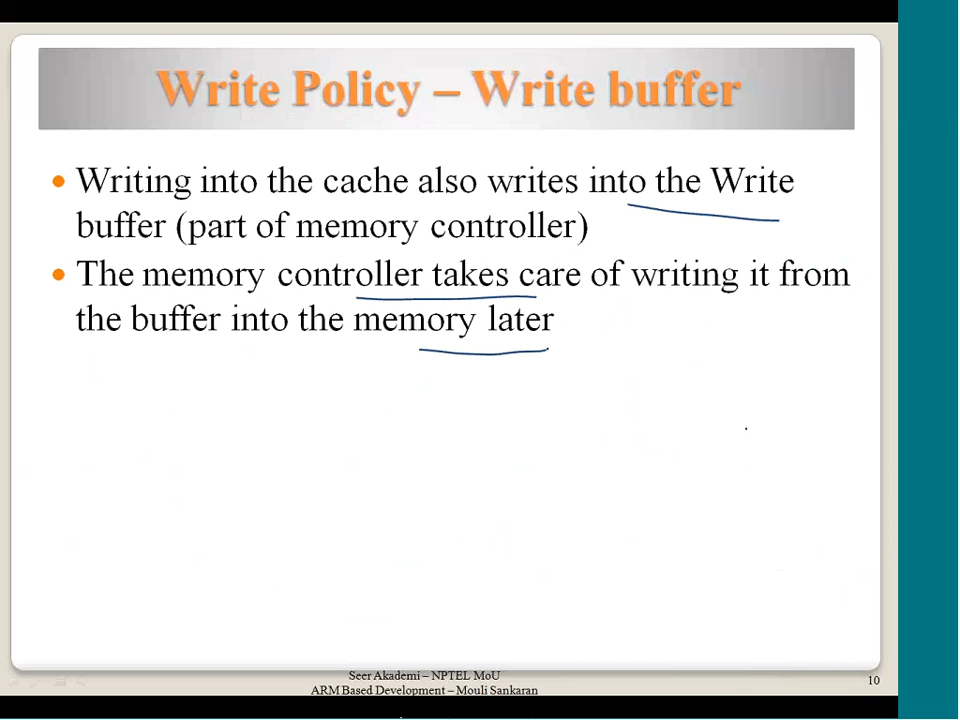 Write Policy – Write buffer
Writing into the cache also writes into the Write
buffer (part of memory controller)
The memory controller takes care of writing it from
the buffer into the memory later
Seer Akademi – NPTEL MoU
ARM Based Development – Mouli Sankaran
10